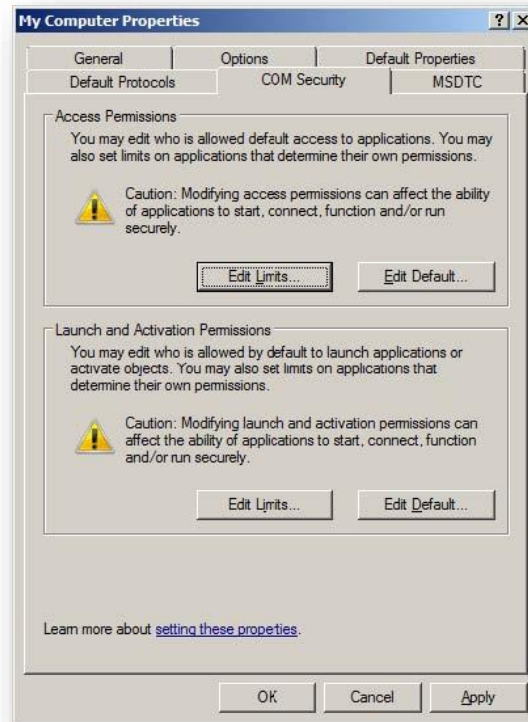 My Computer Properties
General Options Default Properties
Default Protocols COM Security MSDTC
Access Permissions
You may edit who is allowed default access to applications. You may
also set limits on applications that determine their own permissions.
Caution: Modifying access permissions can affect the ability
of applications to start, connect, function and/or run
securely.
Edit Limits... Edit Default...
Launch and Activation Permissions
You may edit who is allowed by default to launch applications or
activate objects. You may also set limits on applications that
determine their own permissions.
Caution: Modifying launch and activation permissions can
affect the ability of applications to start, connect, function
and/or run securely.
Edit Limits... Edit Default...
Learn more about setting these properties.
OK Cancel Apply